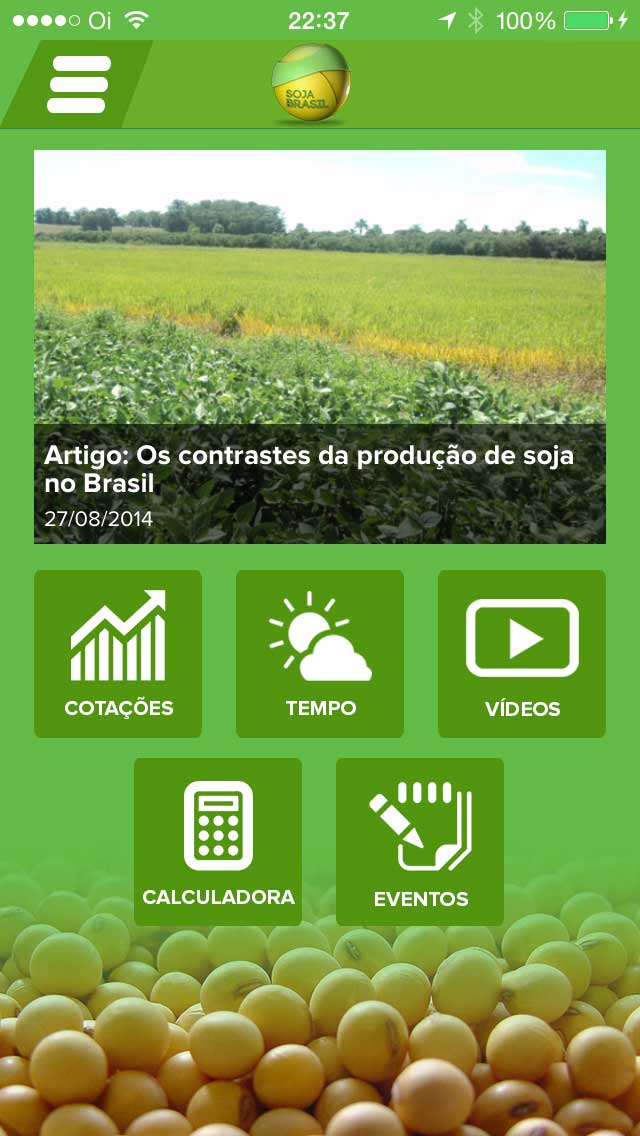 Oi 22:37 100%
SOJA
BRASIL
Artigo: Os contrastes da produção de soja
no Brasil
27/08/2014
COTAÇÕES TEMPO VÍDEOS
CALCULADORA EVENTOS